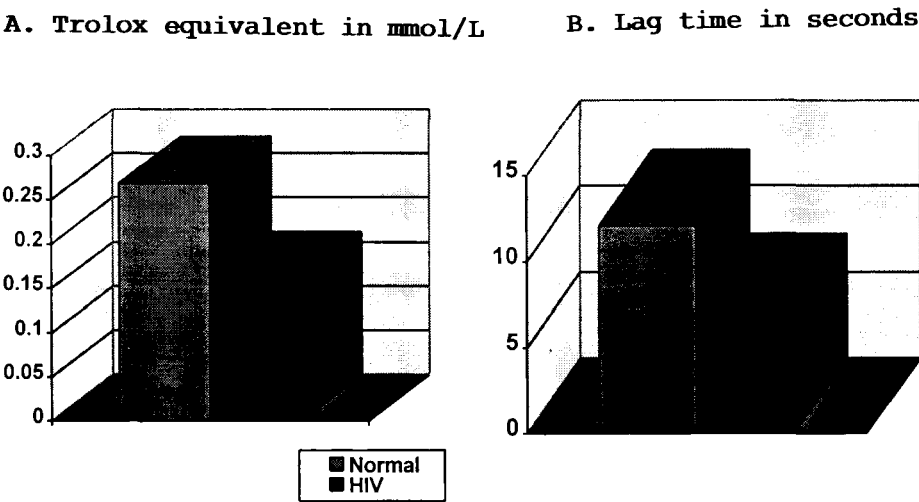 A. Trolox equivalent in mmol/L
B. Lag time in seconds
0.3
0.25
0.2
0.15
0.1
0.05
0
15
10
5
0
Normal
HIV